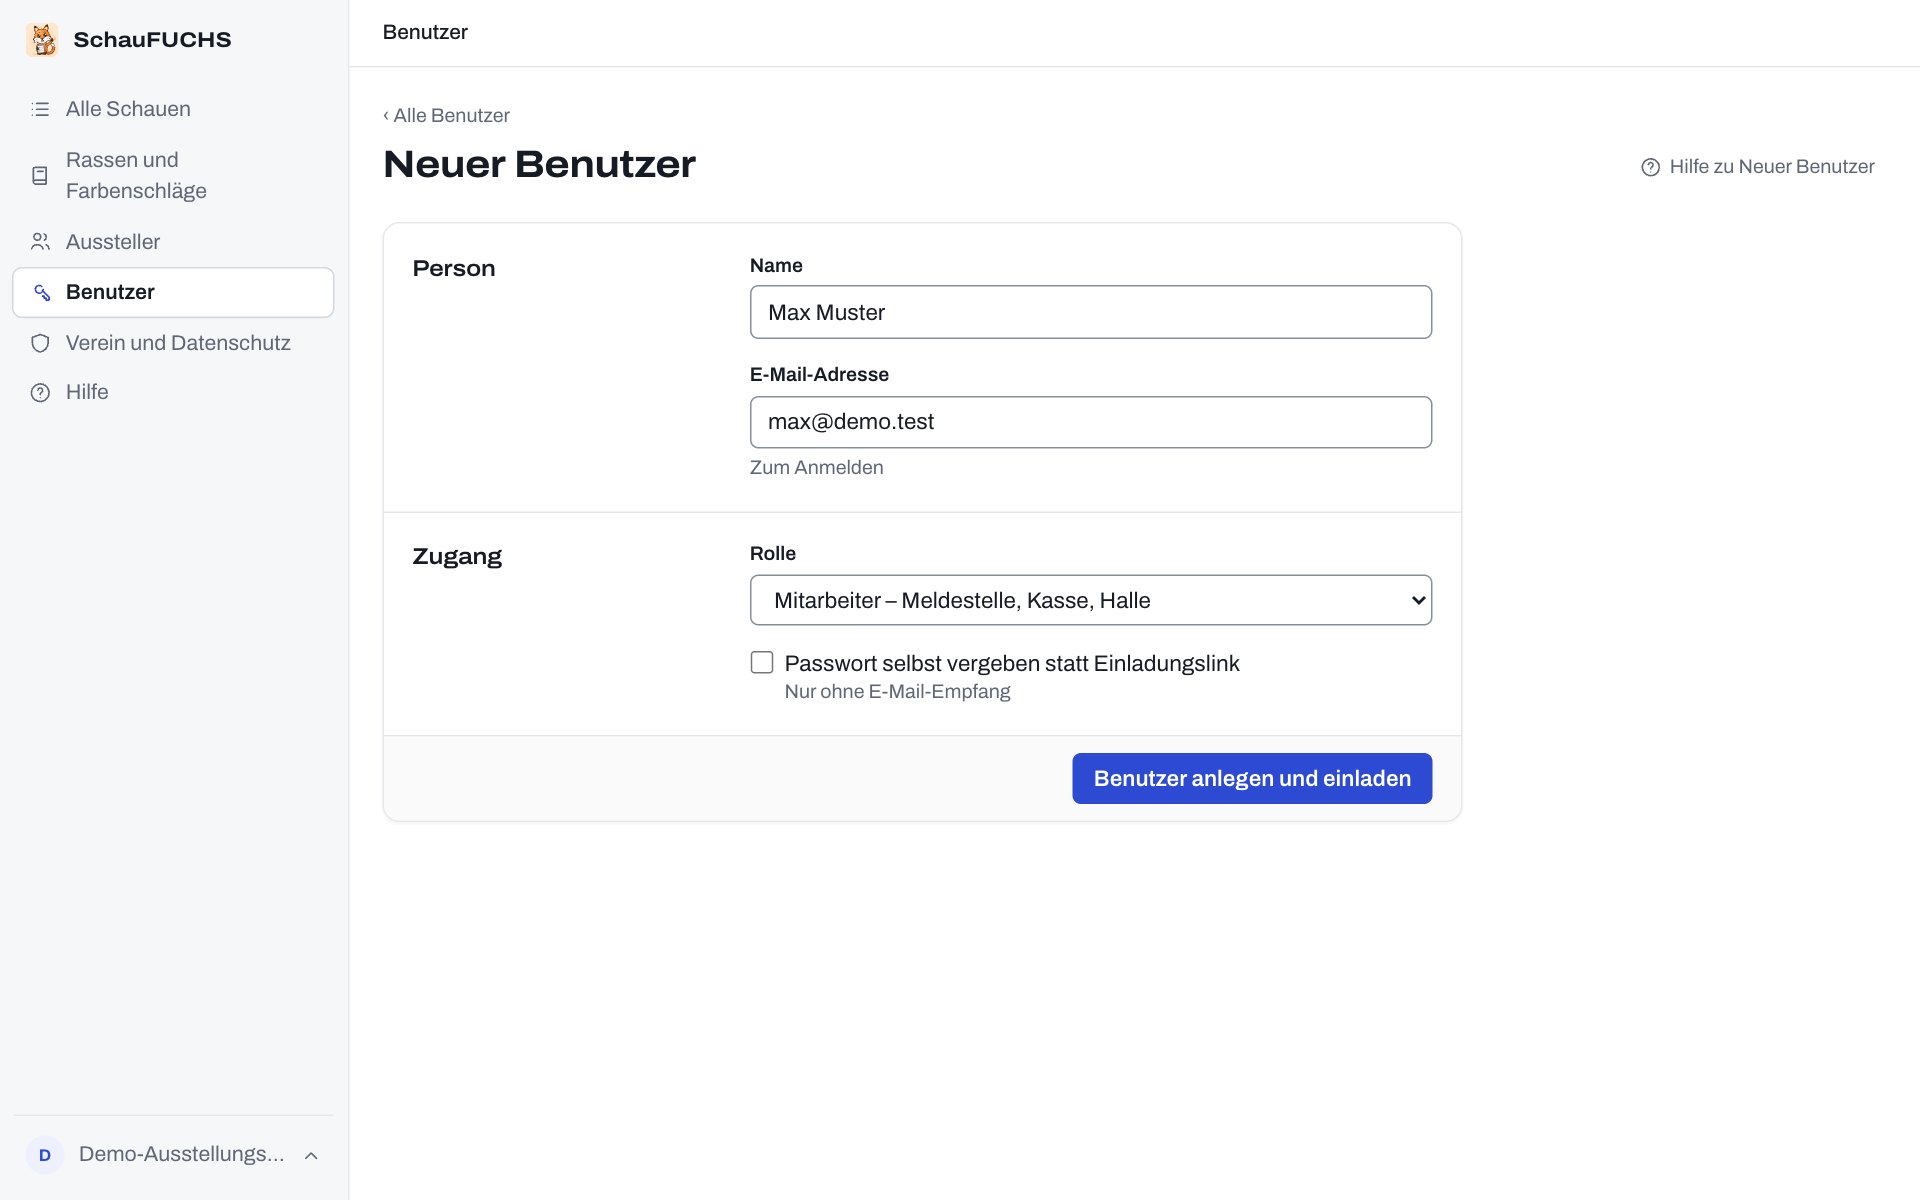 SchauFUCHS
Alle Schauen
Rassen und
Farbenschläge
Aussteller
Benutzer
Verein und Datenschutz
Hilfe
D
Demo-Ausstellungs...
Benutzer
‹ Alle Benutzer
Neuer Benutzer
Hilfe zu Neuer Benutzer
Person
Name
Max Muster
E-Mail-Adresse
max@demo.test
Zum Anmelden
Zugang
Rolle
Mitarbeiter – Meldestelle, Kasse, Halle
Passwort selbst vergeben statt Einladungslink
Nur ohne E-Mail-Empfang
Benutzer anlegen und einladen